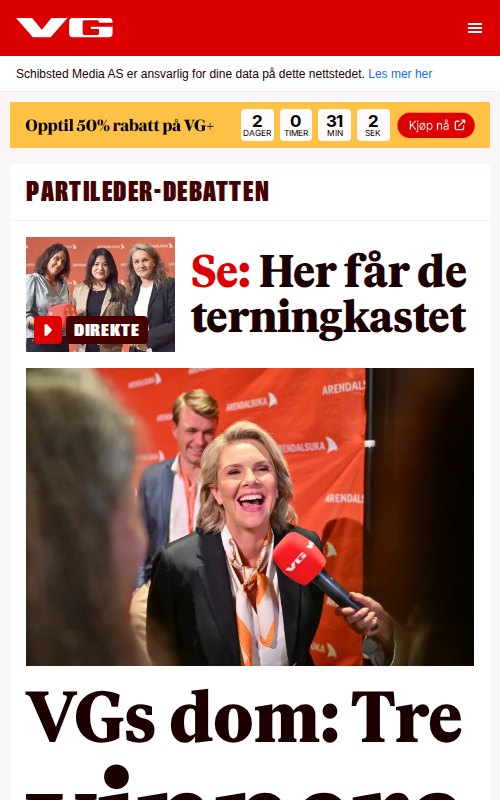 VG
Schibsted Media AS er ansvarlig for dine data på dette nettstedet. Les mer her
Opptil 50% rabatt på VG+
2 DAGER 0 TIMER 31 MIN 2 SEK
Kjøp nå
PARTILEDER-DEBATTEN
DIREKTE
Se: Her får de
terningkastet
ARENDALSUKA
ARENDALSUKA
ARENDALSUKA
VG
VGs dom: Tre